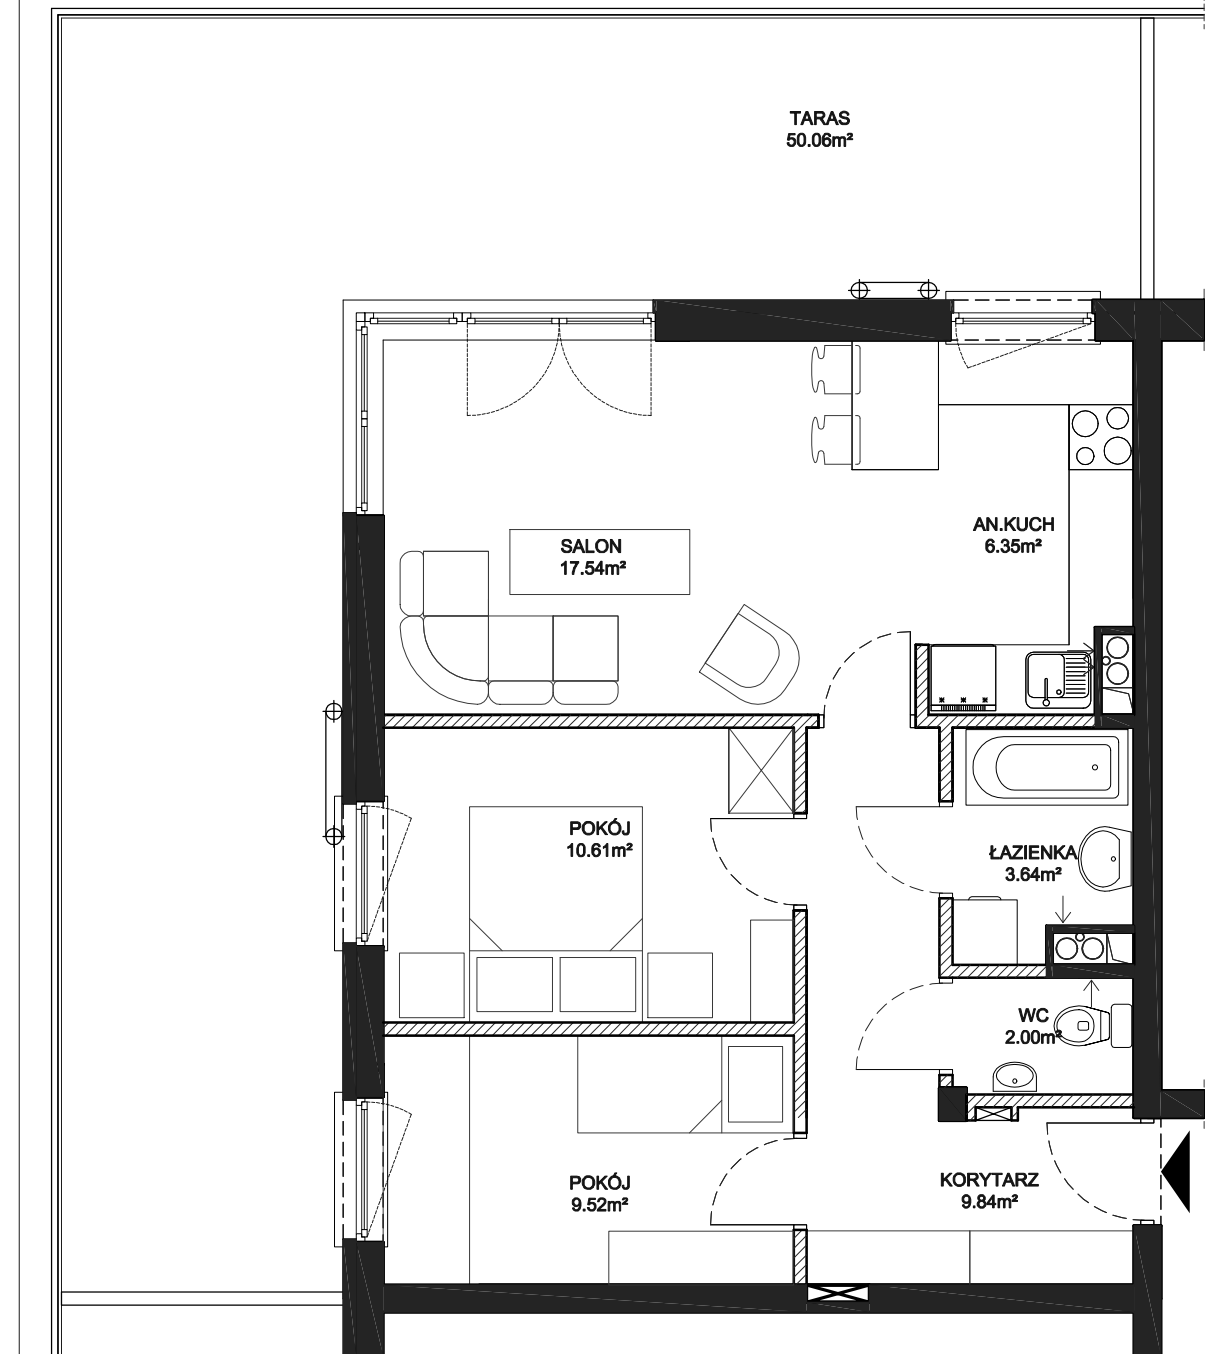 TARAS
50.06m²
AN.KUCH
6.35m²
SALON
17.54m²
POKÓJ
10.61m²
ŁAZIENKA
3.64m²
WC
2.00m²
POKÓJ
9.52m²
KORYTARZ
9.84m²